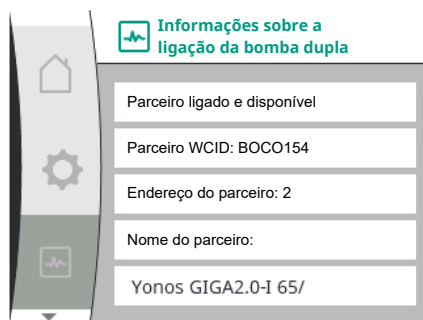 Informações sobre a
ligação da bomba dupla
Parceiro ligado e disponível
Parceiro WCID: BOCO154
Endereço do parceiro: 2
Nome do parceiro:
Yonos GIGA2.0-I 65/